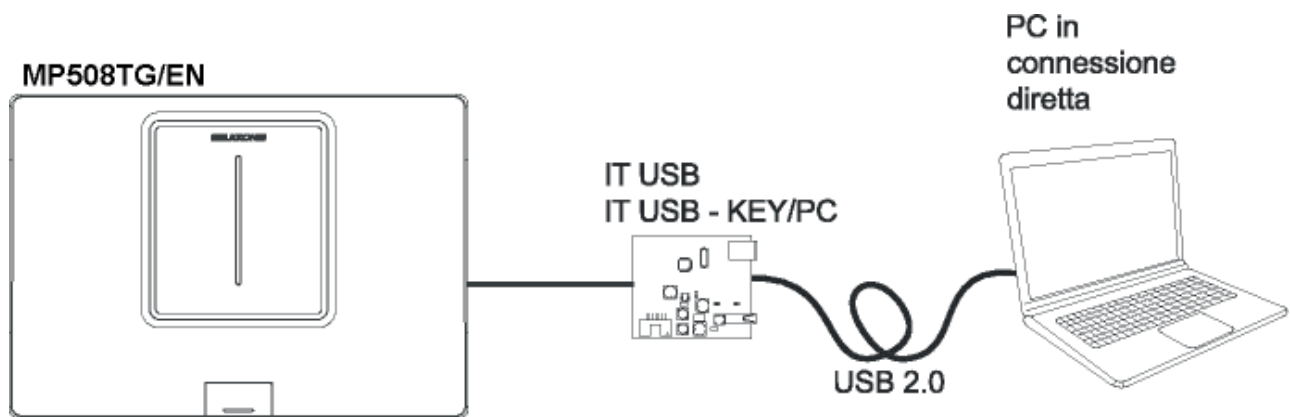 MP508TG/EN
PC in
connessione
diretta
IT USB
IT USB - KEY/PC
USB 2.0